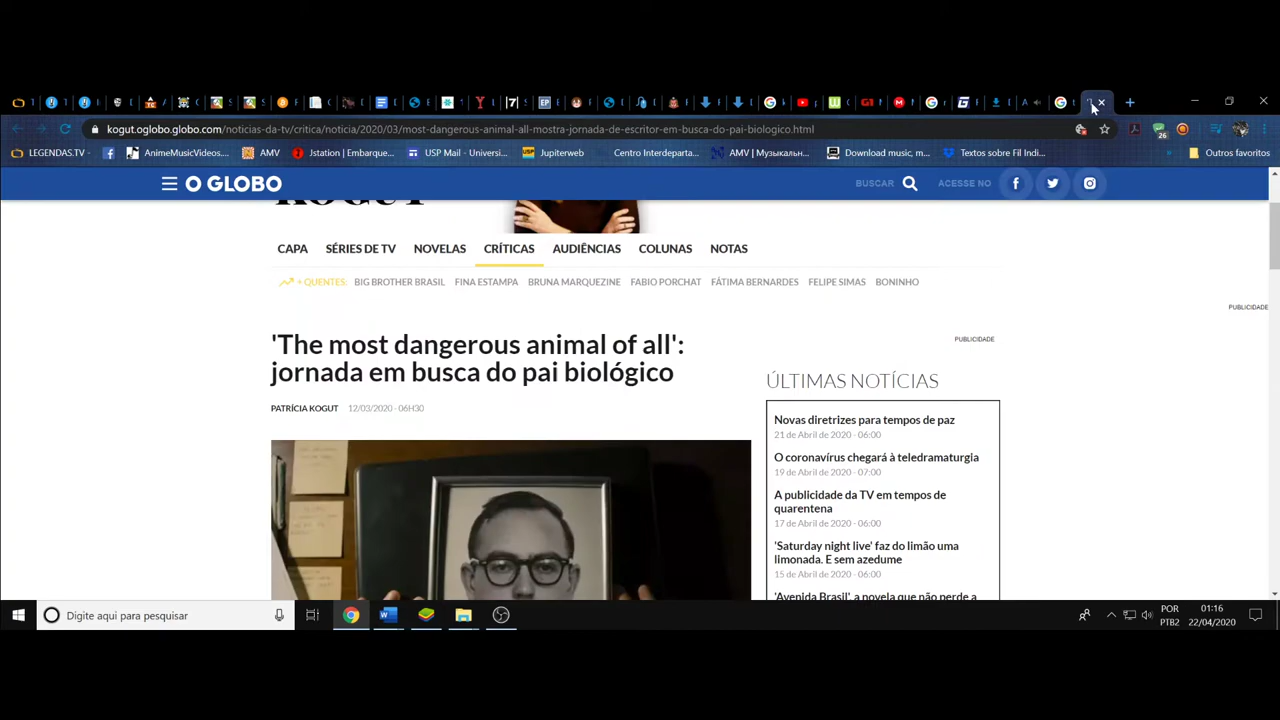 kogut.oglobo.globo.com/noticias-da-tv/critica/noticia/2020/03/most-dangerous-animal-all-mostra-jornada-de-escritor-em-busca-do-pai-biologico.html
26
LEGENDAS.TV
AnimeMusicVideos....
AMV
Jstation | Embarque...
USP Mail - Universi...
Jupiterweb
Centro Interdeparta...
AMV | Музыкальн...
Download music, m...
Textos sobre Fil Indi...
»
Outros favoritos
O GLOBO
BUSCAR
ACESSE NO
KOGUT
CAPA
SÉRIES DE TV
NOVELAS
CRÍTICAS
AUDIÊNCIAS
COLUNAS
NOTAS
+ QUENTES:
BIG BROTHER BRASIL
FINA ESTAMPA
BRUNA MARQUEZINE
FABIO PORCHAT
FÁTIMA BERNARDES
FELIPE SIMAS
BONINHO
PUBLICIDADE
'The most dangerous animal of all':
jornada em busca do pai biológico
PATRÍCIA KOGUT 12/03/2020 - 06H30
PUBLICIDADE
ÚLTIMAS NOTÍCIAS
Novas diretrizes para tempos de paz
21 de Abril de 2020 - 06:00
O coronavírus chegará à teledramaturgia
19 de Abril de 2020 - 07:00
A publicidade da TV em tempos de
quarentena
17 de Abril de 2020 - 06:00
'Saturday night live' faz do limão uma
limonada. E sem azedume
15 de Abril de 2020 - 06:00
'Avenida Brasil', a novela que não perde a
Digite aqui para pesquisar
POR
PTB2
01:16
22/04/2020